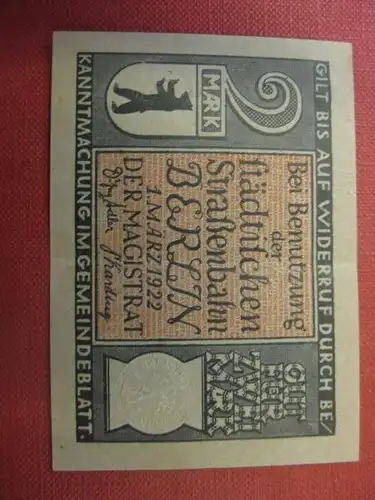 GILT BIS AUF WIDERRUF DURCH BE/
KANNTMACHUNG IM GEMEINDEBLATT.
2
MARK
Bei Benutzung
der
städtischen
Straßenbahn
BERLIN
1. MÄRZ 1922
DER MAGISTRAT
GUT
FÜR
ZWEI
MARK